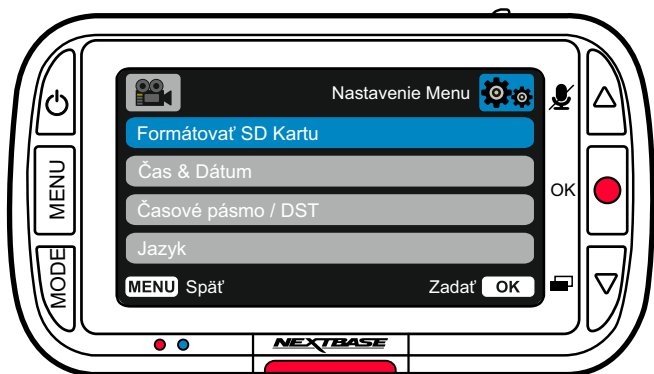 Nastavenie Menu
Formátovať SD Kartu
Čas & Dátum
Časové pásmo / DST
Jazyk
MENU Späť Zadať OK
MENU
MODE
OK
NEXTBASE